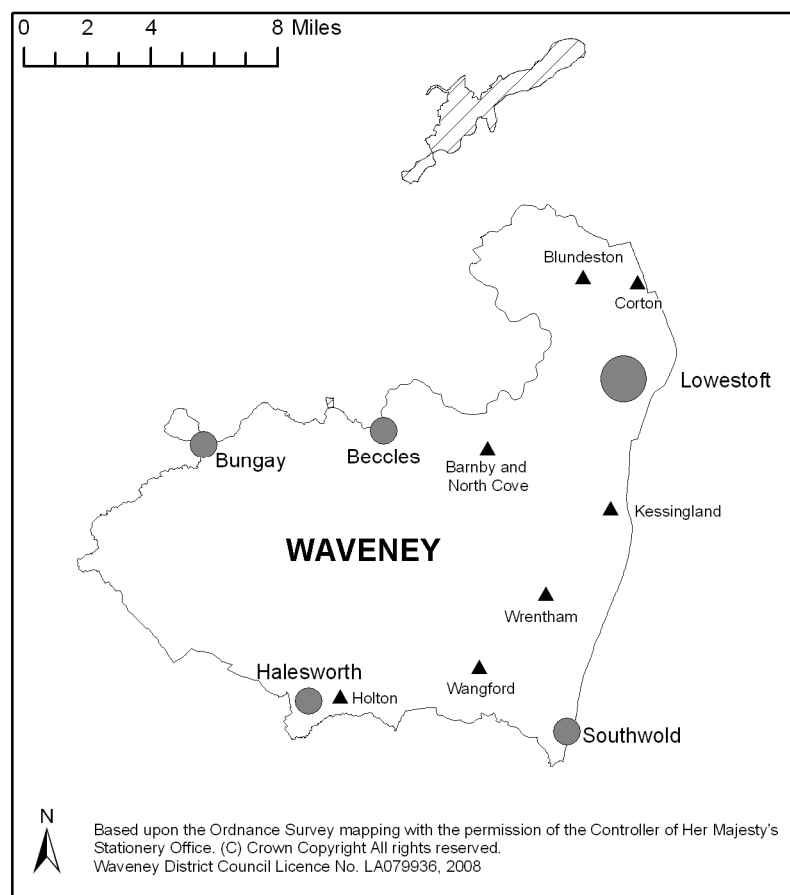 0 2 4 8 Miles
Blundeston
Corton
Lowestoft
Beccles
Bungay
Barnby and
North Cove
Kessingland
WAVENEY
Wrentham
Halesworth
Wangford
Holton
Southwold
N
Based upon the Ordnance Survey mapping with the permission of the Controller of Her Majesty's
Stationery Office. (C) Crown Copyright All rights reserved.
Waveney District Council Licence No. LA079936, 2008